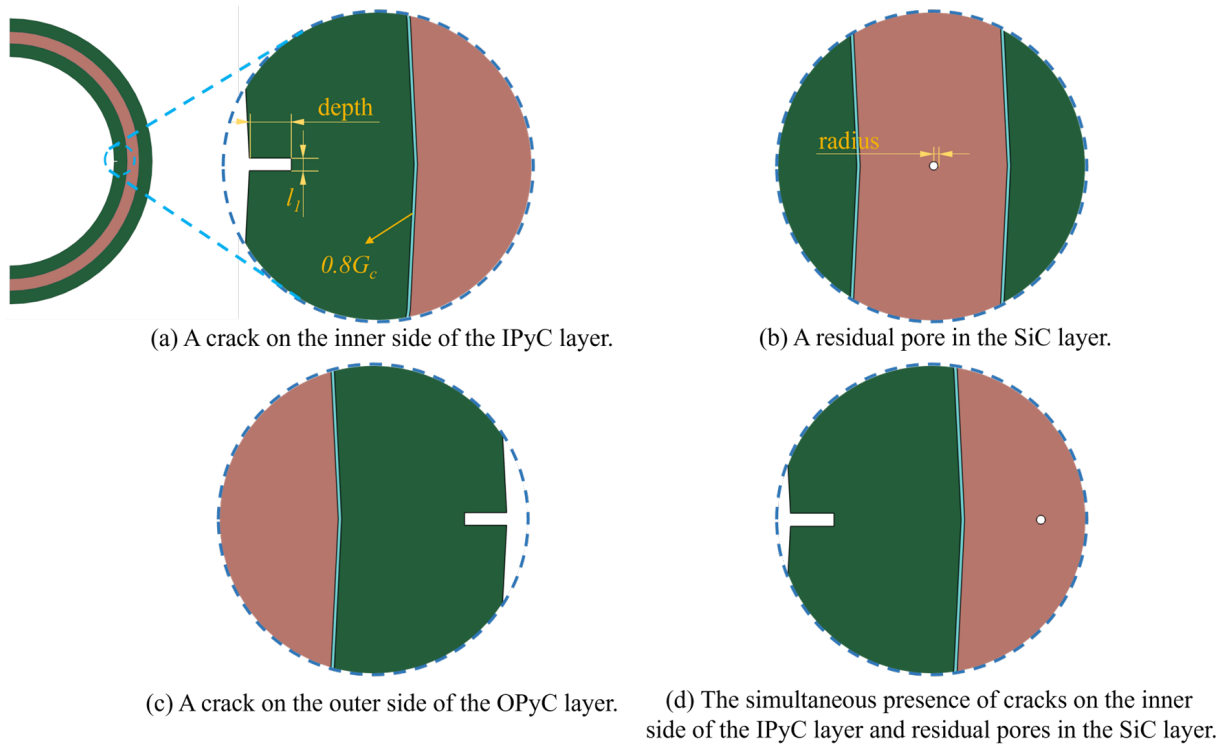 depth
l₁
0.8G_c
(a) A crack on the inner side of the IPyC layer.
radius
(b) A residual pore in the SiC layer.
(c) A crack on the outer side of the OPyC layer.
(d) The simultaneous presence of cracks on the inner
side of the IPyC layer and residual pores in the SiC layer.